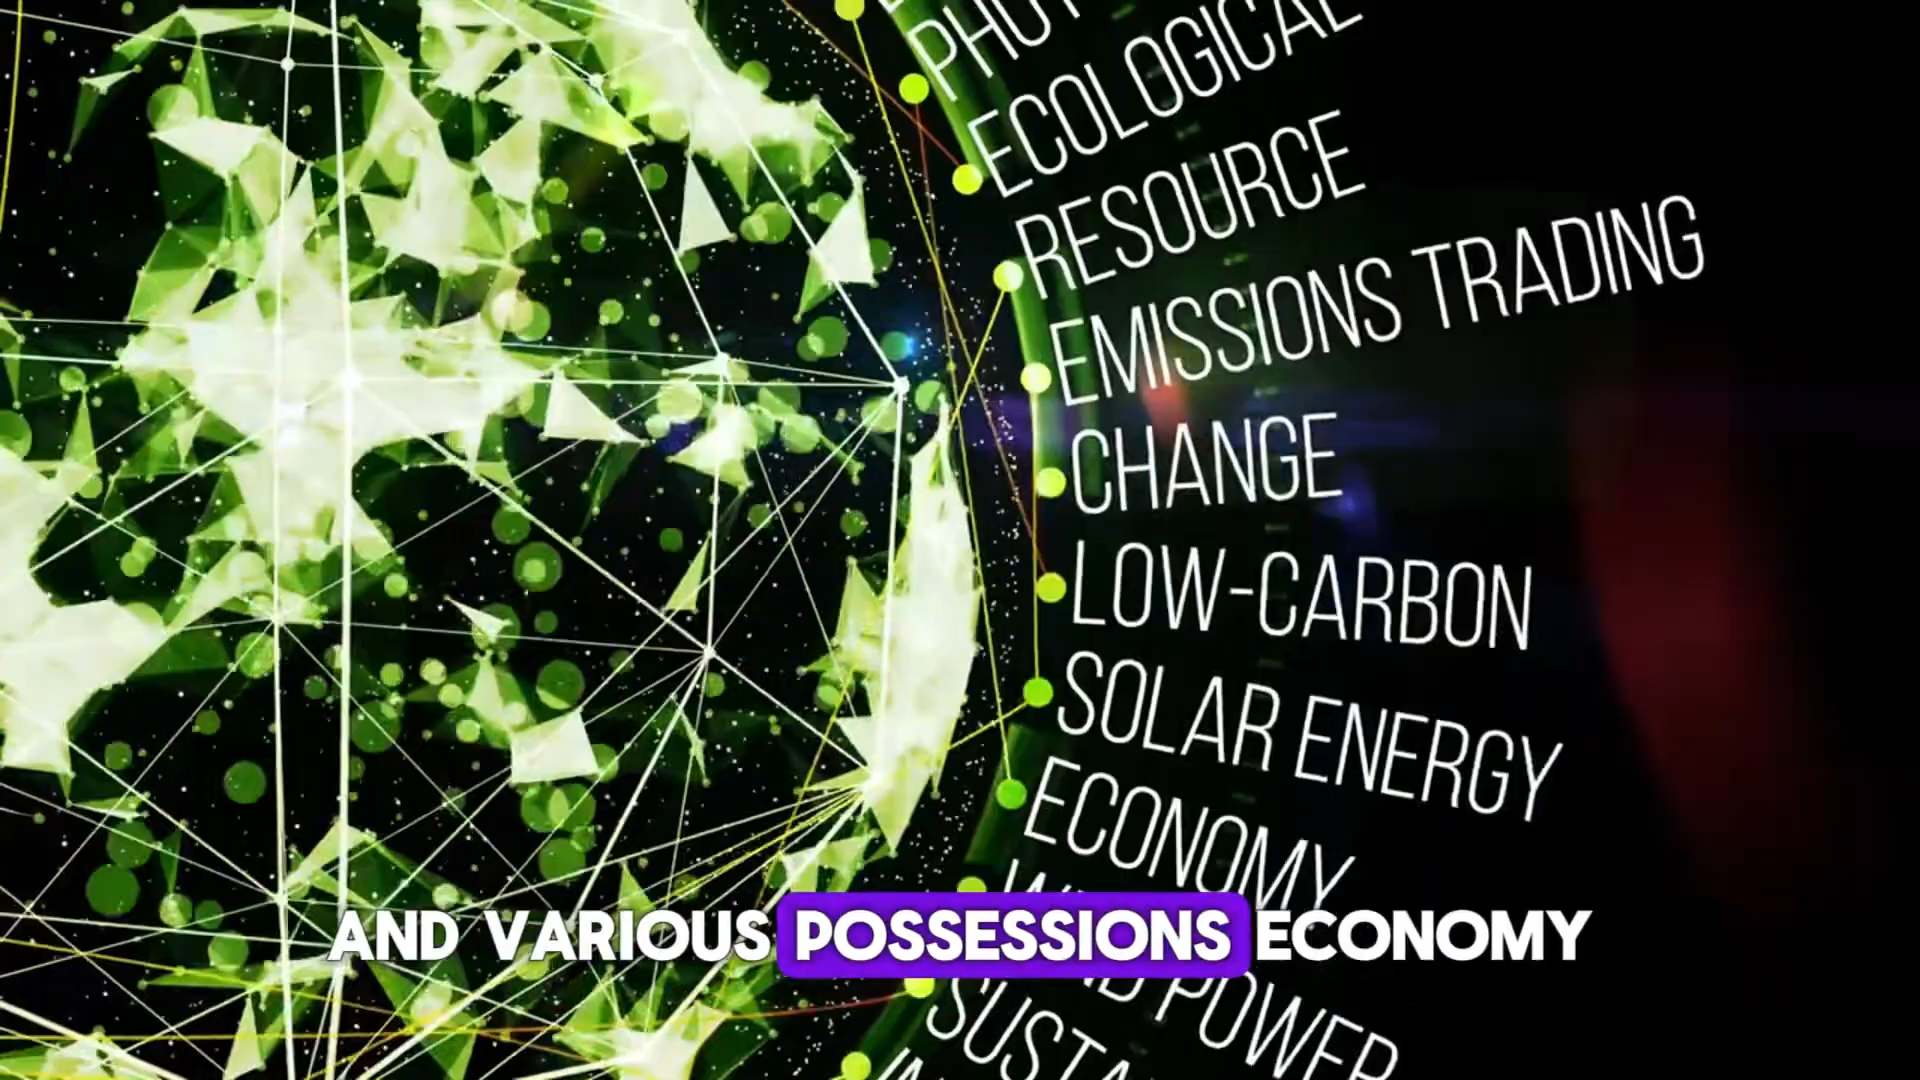 ECOLOGICAL
RESOURCE
EMISSIONS TRADING
CHANGE
LOW-CARBON
SOLAR ENERGY
ECONOMY
POWER
AND VARIOUS POSSESSIONS ECONOMY